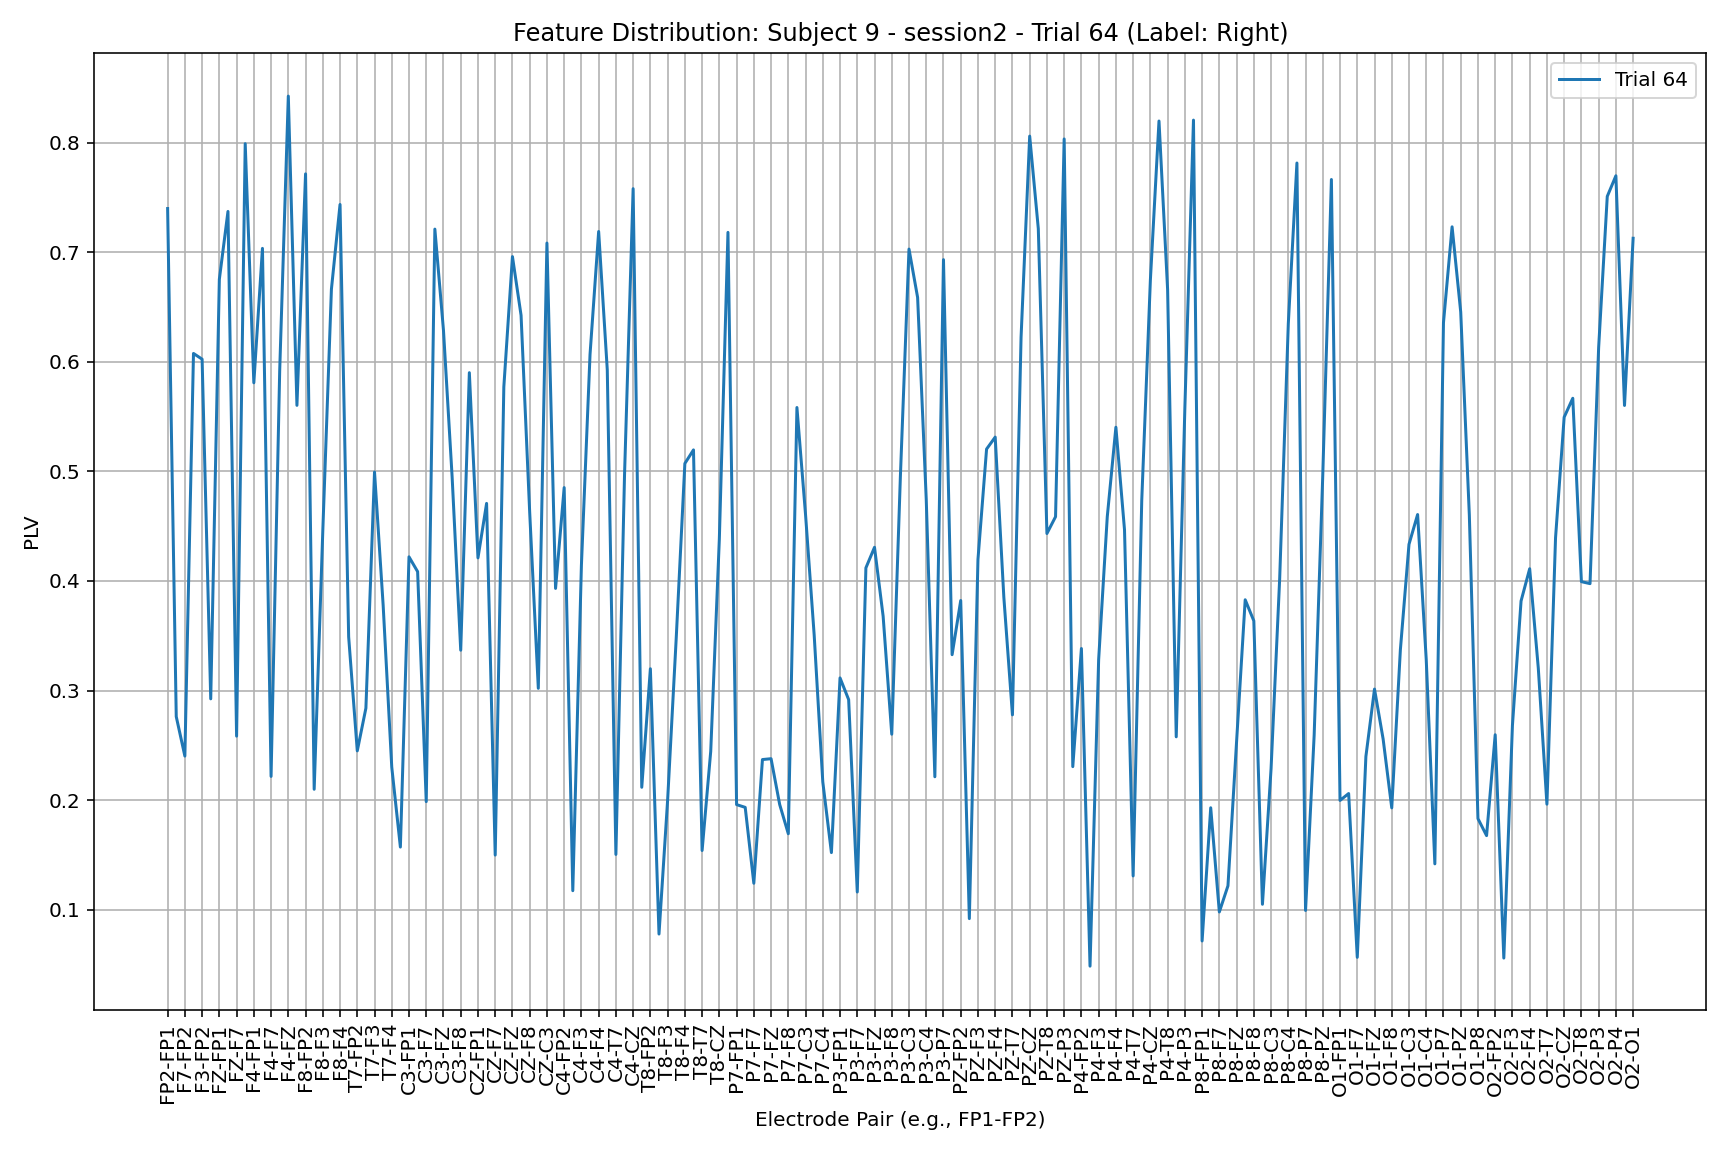 Feature Distribution: Subject 9 - session2 - Trial 64 (Label: Right)
Trial 64
0.8
0.7
0.6
0.5
0.4
0.3
0.2
0.1
PLV
FP2-FP1
F7-FP2
F3-FP2
FZ-FP1
FZ-F7
F4-FP1
F4-F7
F4-FZ
F8-FP2
F8-F3
F8-F4
T7-FP2
T7-F3
T7-F4
C3-FP1
C3-F7
C3-FZ
C3-F8
CZ-FP1
CZ-F7
CZ-FZ
CZ-F8
CZ-C3
C4-FP2
C4-F3
C4-F4
C4-T7
C4-CZ
T8-FP2
T8-F3
T8-F4
T8-T7
T8-CZ
P7-FP1
P7-F7
P7-FZ
P7-F8
P7-C3
P7-C4
P3-FP1
P3-F7
P3-FZ
P3-F8
P3-C3
P3-C4
P3-P7
PZ-FP2
PZ-F3
PZ-F4
PZ-T7
PZ-CZ
PZ-T8
PZ-P3
P4-FP2
P4-F3
P4-F4
P4-T7
P4-CZ
P4-T8
P4-P3
P8-FP1
P8-F7
P8-FZ
P8-F8
P8-C3
P8-C4
P8-P7
P8-PZ
O1-FP1
O1-F7
O1-FZ
O1-F8
O1-C3
O1-C4
O1-P7
O1-PZ
O1-P8
O2-FP2
O2-F3
O2-F4
O2-T7
O2-CZ
O2-T8
O2-P3
O2-P4
O2-O1
Electrode Pair (e.g., FP1-FP2)